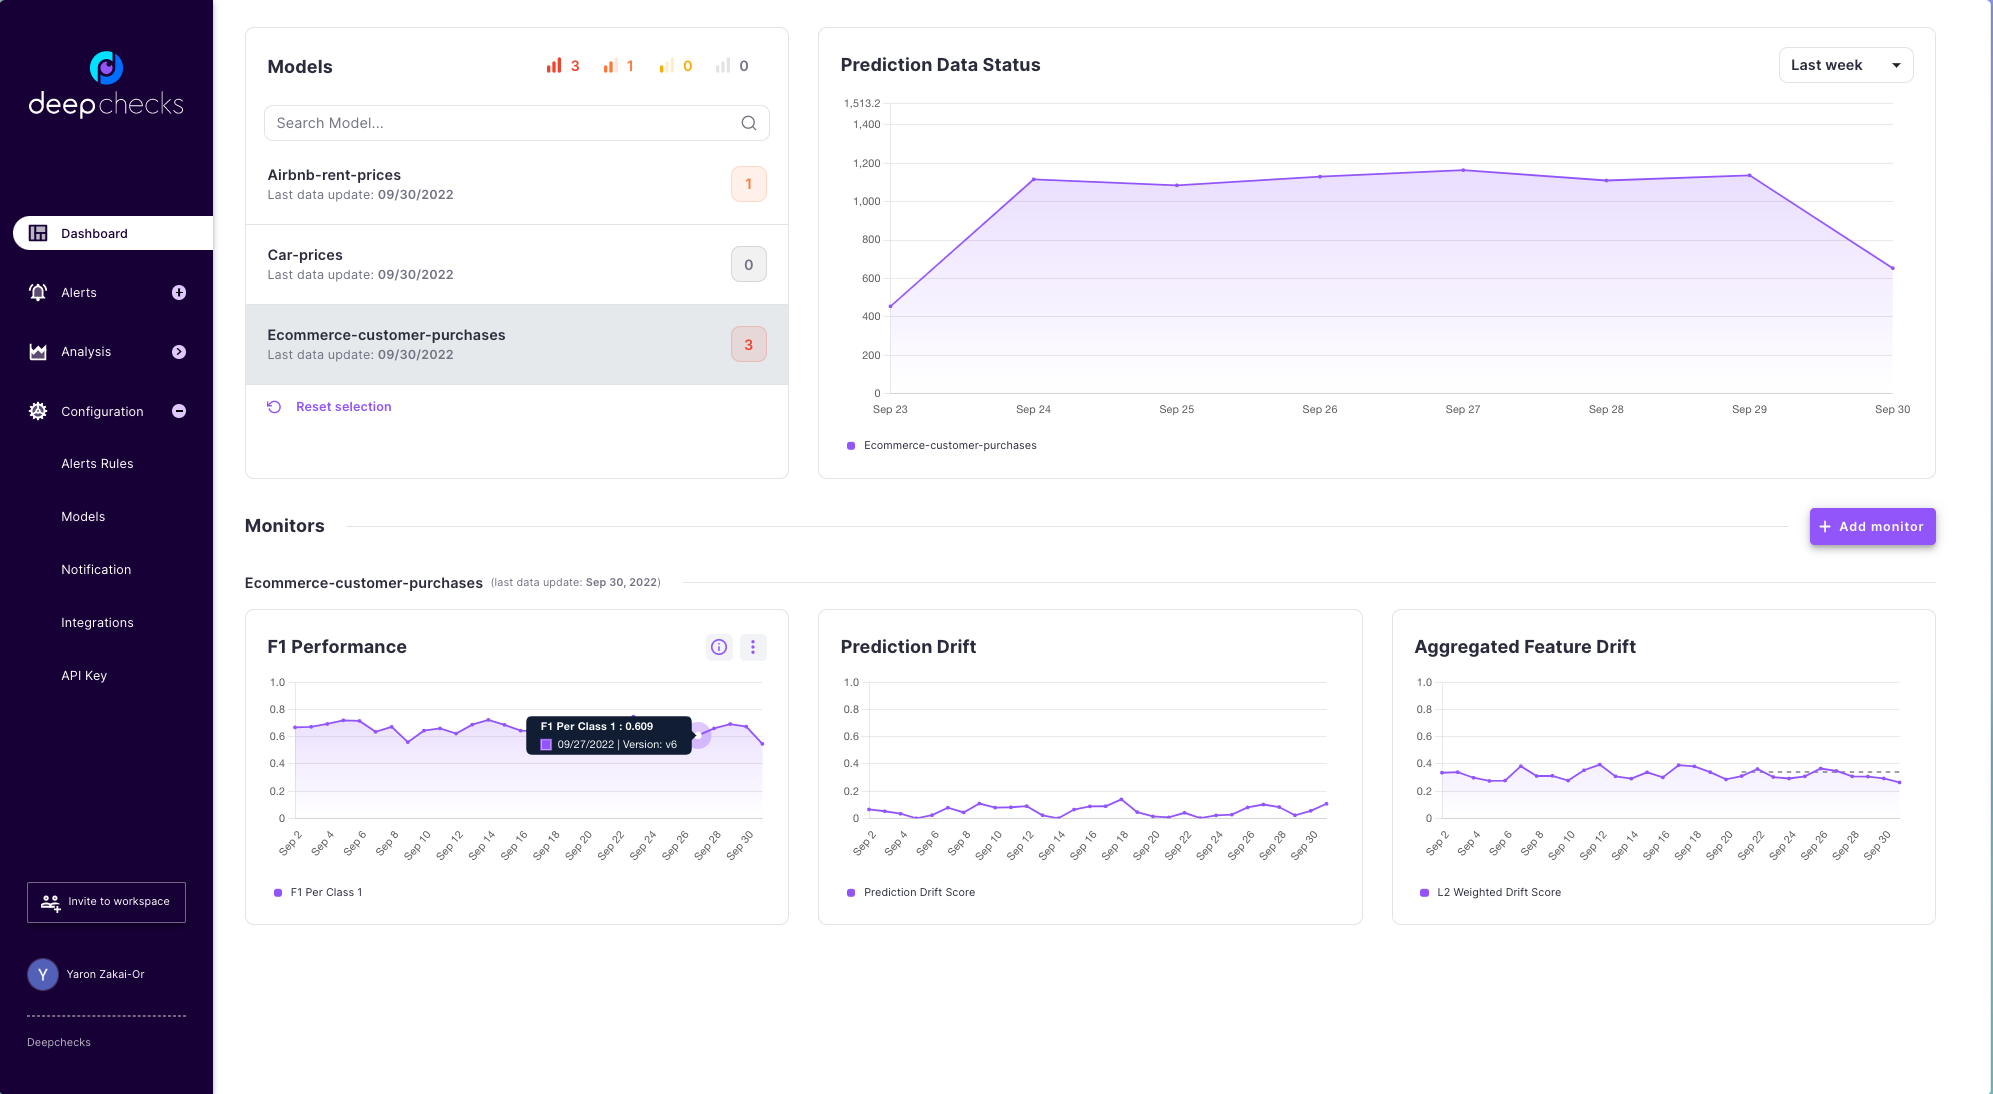 deepchecks
Dashboard
Alerts
Analysis
Configuration
Alerts Rules
Models
Notification
Integrations
API Key
Invite to workspace
Y
Yaron Zakai-Or
Deepchecks
Models
3
1
0
0
Search Model...
Airbnb-rent-prices
Last data update: 09/30/2022
1
Car-prices
Last data update: 09/30/2022
0
Ecommerce-customer-purchases
Last data update: 09/30/2022
3
Reset selection
Prediction Data Status
Last week
1,513.2
1,400
1,200
1,000
800
600
400
200
0
Sep 23 Sep 24 Sep 25 Sep 26 Sep 27 Sep 28 Sep 29 Sep 30
Ecommerce-customer-purchases
Monitors
+ Add monitor
Ecommerce-customer-purchases (last data update: Sep 30, 2022)
F1 Performance
1.0
0.8
0.6
0.4
0.2
0
F1 Per Class 1 : 0.609
09/27/2022 | Version: v6
Sep 2 Sep 4 Sep 6 Sep 8 Sep 10 Sep 12 Sep 14 Sep 16 Sep 18 Sep 20 Sep 22 Sep 24 Sep 26 Sep 28 Sep 30
F1 Per Class 1
Prediction Drift
1.0
0.8
0.6
0.4
0.2
0
Sep 2 Sep 4 Sep 6 Sep 8 Sep 10 Sep 12 Sep 14 Sep 16 Sep 18 Sep 20 Sep 22 Sep 24 Sep 26 Sep 28 Sep 30
Prediction Drift Score
Aggregated Feature Drift
1.0
0.8
0.6
0.4
0.2
0
Sep 2 Sep 4 Sep 6 Sep 8 Sep 10 Sep 12 Sep 14 Sep 16 Sep 18 Sep 20 Sep 22 Sep 24 Sep 26 Sep 28 Sep 30
L2 Weighted Drift Score